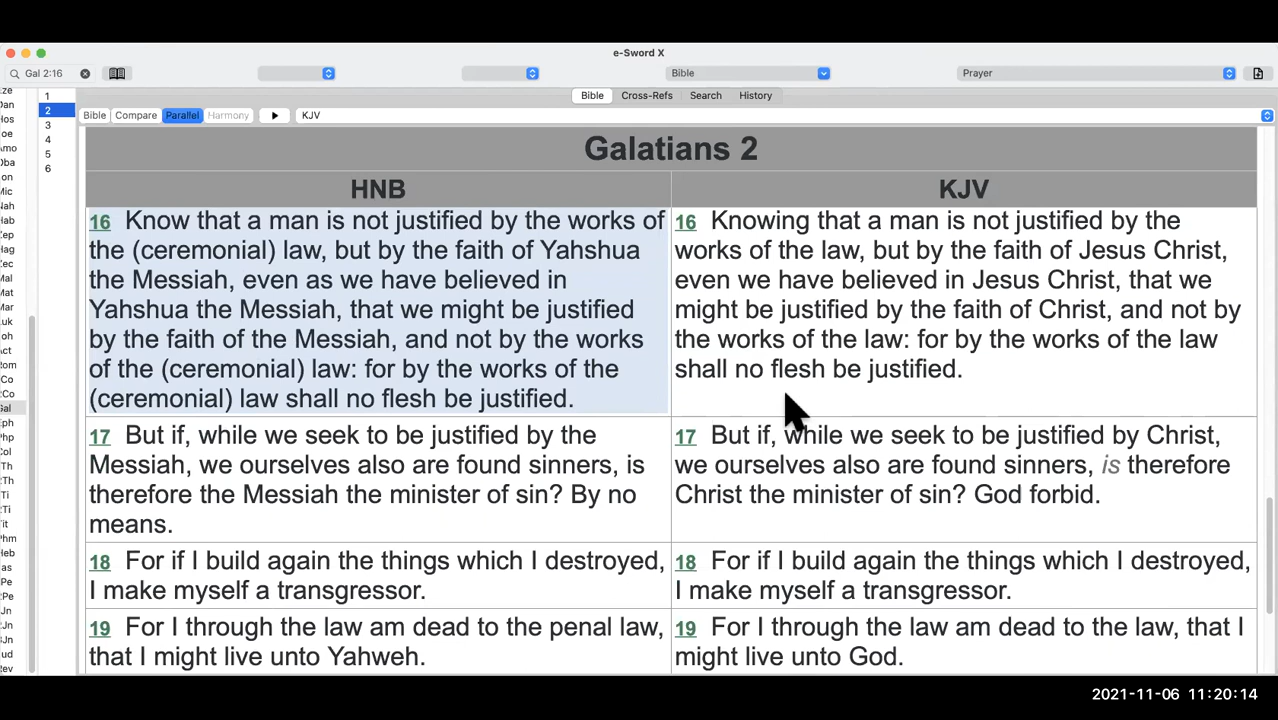 e-Sword X
Gal 2:16
Bible
Prayer
Bible
Cross-Refs
Search
History
Bible
Compare
Parallel
Harmony
KJV
1
2
3
4
5
6
Galatians 2
HNB
16 Know that a man is not justified by the works of
the (ceremonial) law, but by the faith of Yahshua
the Messiah, even as we have believed in
Yahshua the Messiah, that we might be justified
by the faith of the Messiah, and not by the works
of the (ceremonial) law: for by the works of the
(ceremonial) law shall no flesh be justified.
17 But if, while we seek to be justified by the
Messiah, we ourselves also are found sinners, is
therefore the Messiah the minister of sin? By no
means.
18 For if I build again the things which I destroyed,
I make myself a transgressor.
19 For I through the law am dead to the penal law,
that I might live unto Yahweh.
KJV
16 Knowing that a man is not justified by the
works of the law, but by the faith of Jesus Christ,
even we have believed in Jesus Christ, that we
might be justified by the faith of Christ, and not by
the works of the law: for by the works of the law
shall no flesh be justified.
17 But if, while we seek to be justified by Christ,
we ourselves also are found sinners, is therefore
Christ the minister of sin? God forbid.
18 For if I build again the things which I destroyed,
I make myself a transgressor.
19 For I through the law am dead to the law, that I
might live unto God.
2021-11-06 11:20:14